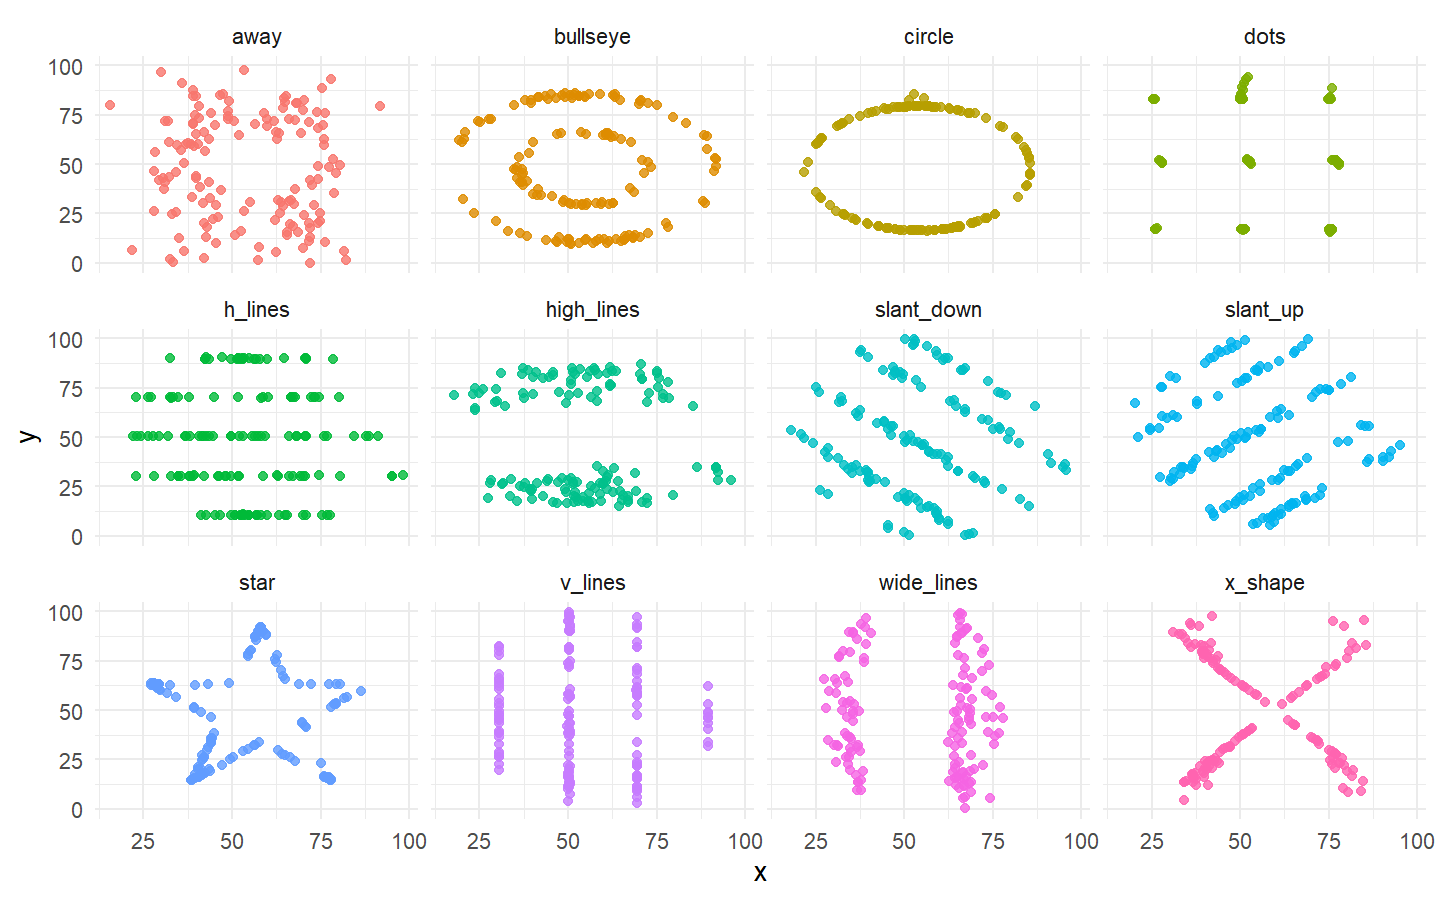 away bullseye circle dots
100
75
50
25
0
h_lines high_lines slant_down slant_up
100
75
y
50
25
0
star v_lines wide_lines x_shape
100
75
50
25
0
25 50 75 100 25 50 75 100 25 50 75 100 25 50 75 100
x